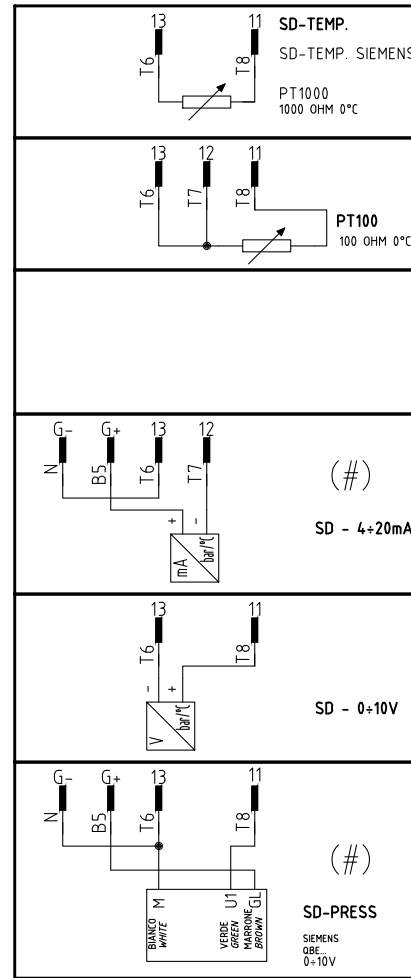 13 11 SD-TEMP.
SD-TEMP. SIEMENS
T6 T8
PT1000
1000 OHM 0°C
13 12 11
T6 T7 T8
PT100
100 OHM 0°C
G- G+ 13 12
N B5 T6 T7
(#)
+ -
SD - 4÷20mA
mA bar/°C
13 11
T6 T8
- +
SD - 0÷10V
V bar/°C
G- G+ 13 11
N B5 T6 T8
(#)
BIANCO
WHITE
M
VERDE
GREEN
U1
MARRONE
BROWN
GL
SD-PRESS
SIEMENS
QBE...
0÷10V